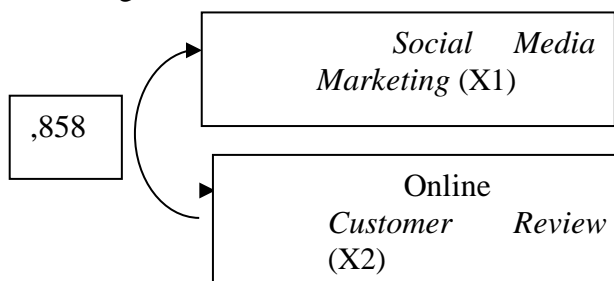 Social Media
Marketing (X1)
,858
Online
Customer Review
(X2)